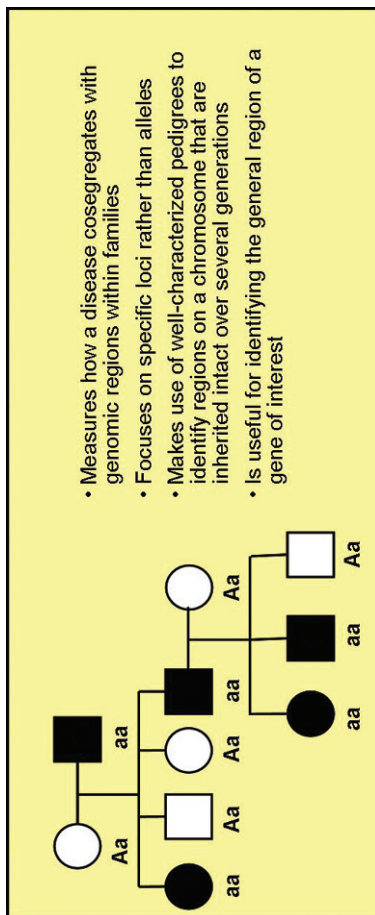 Aa
aa
aa
Aa
Aa
aa
Aa
aa
aa
Aa
• Measures how a disease cosegregates with
genomic regions within families
• Focuses on specific loci rather than alleles
• Makes use of well-characterized pedigrees to
identify regions on a chromosome that are
inherited intact over several generations
• Is useful for identifying the general region of a
gene of interest